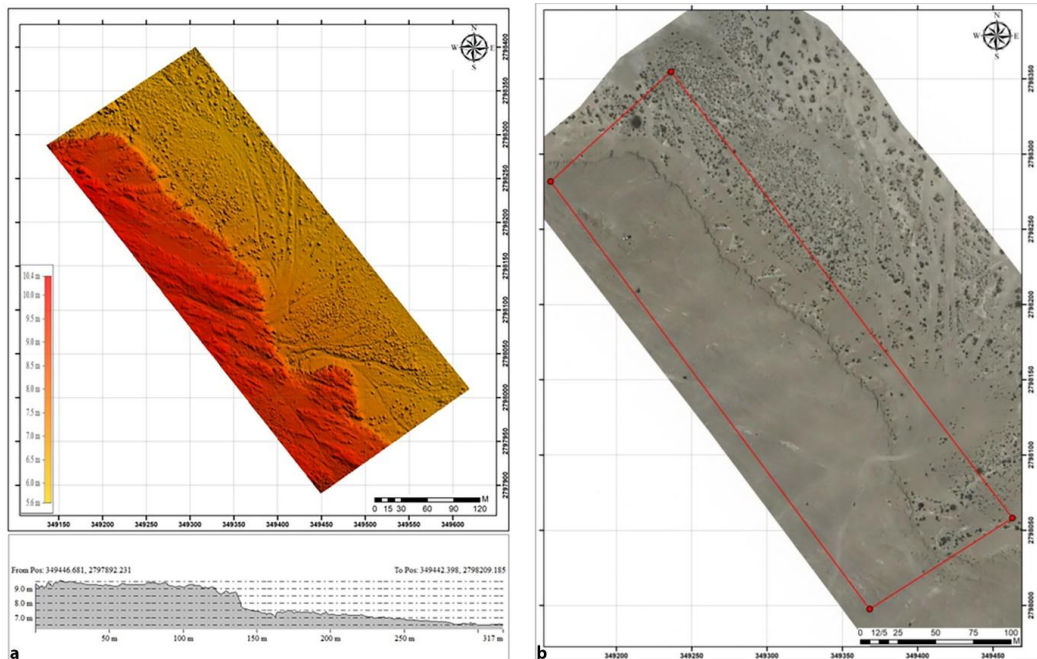 N
W E
S
2798400
2798350
2798300
2798250
2798200
2798150
2798100
2798050
2798000
2797950
2797900
10.4 m
10.0 m
9.5 m
9.0 m
8.5 m
8.0 m
7.5 m
7.0 m
6.5 m
6.0 m
5.6 m
0 15 30 60 90 120 M
349150 349200 349250 349300 349350 349400 349450 349500 349550 349600
From Pos: 349446.681, 2797892.231 To Pos: 349442.398, 2798209.185
9.0 m
8.0 m
7.0 m
50 m 100 m 150 m 200 m 250 m 317 m
a
N
W E
S
2798350
2798300
2798250
2798200
2798150
2798100
2798050
2798000
M
0 12/5 25 50 75 100
349200 349250 349300 349350 349400 349450
b